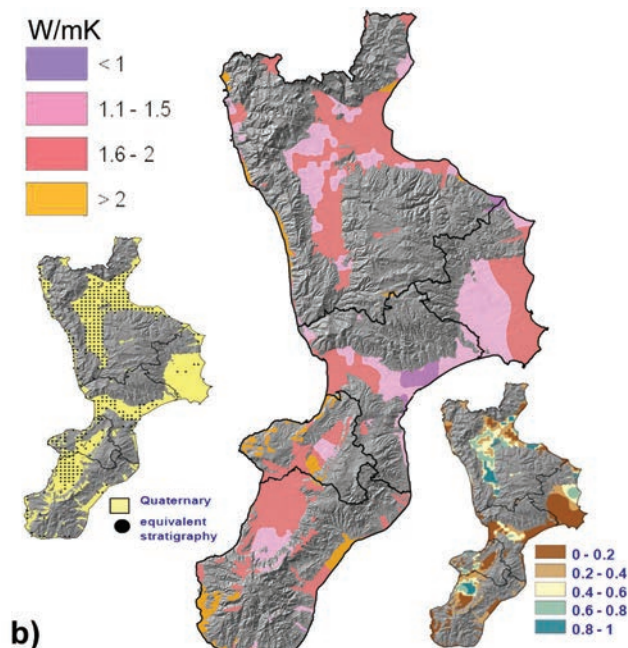 W/mK
< 1
1.1 - 1.5
1.6 - 2
> 2
Quaternary
equivalent
stratigraphy
0 - 0.2
0.2 - 0.4
0.4 - 0.6
0.6 - 0.8
0.8 - 1
b)